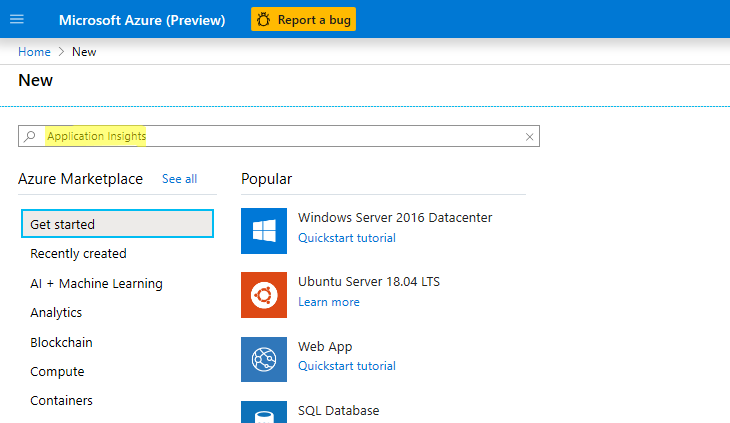 Microsoft Azure (Preview)
Report a bug
Home > New
New
Application Insights
Azure Marketplace
See all
Popular
Get started
Recently created
AI + Machine Learning
Analytics
Blockchain
Compute
Containers
Windows Server 2016 Datacenter
Quickstart tutorial
Ubuntu Server 18.04 LTS
Learn more
Web App
Quickstart tutorial
SQL Database